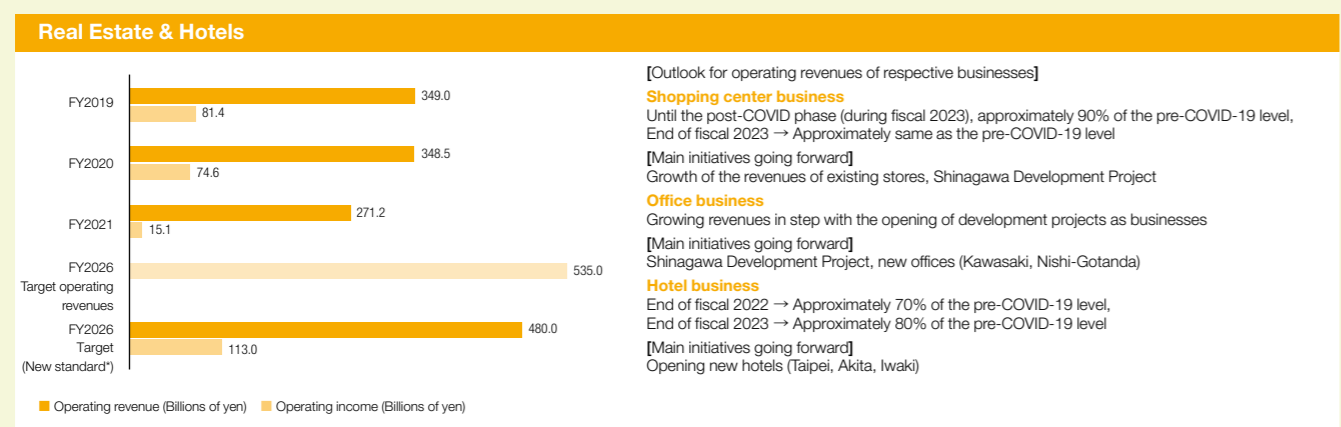 Real Estate & Hotels
FY2019
349.0
81.4
FY2020
348.5
74.6
FY2021
271.2
15.1
FY2026
Target operating
revenues
535.0
FY2026
Target
(New standard*)
480.0
113.0
Operating revenue (Billions of yen) Operating income (Billions of yen)
[Outlook for operating revenues of respective businesses]
Shopping center business
Until the post-COVID phase (during fiscal 2023), approximately 90% of the pre-COVID-19 level,
End of fiscal 2023 → Approximately same as the pre-COVID-19 level
[Main initiatives going forward]
Growth of the revenues of existing stores, Shinagawa Development Project
Office business
Growing revenues in step with the opening of development projects as businesses
[Main initiatives going forward]
Shinagawa Development Project, new offices (Kawasaki, Nishi-Gotanda)
Hotel business
End of fiscal 2022 → Approximately 70% of the pre-COVID-19 level,
End of fiscal 2023 → Approximately 80% of the pre-COVID-19 level
[Main initiatives going forward]
Opening new hotels (Taipei, Akita, Iwaki)